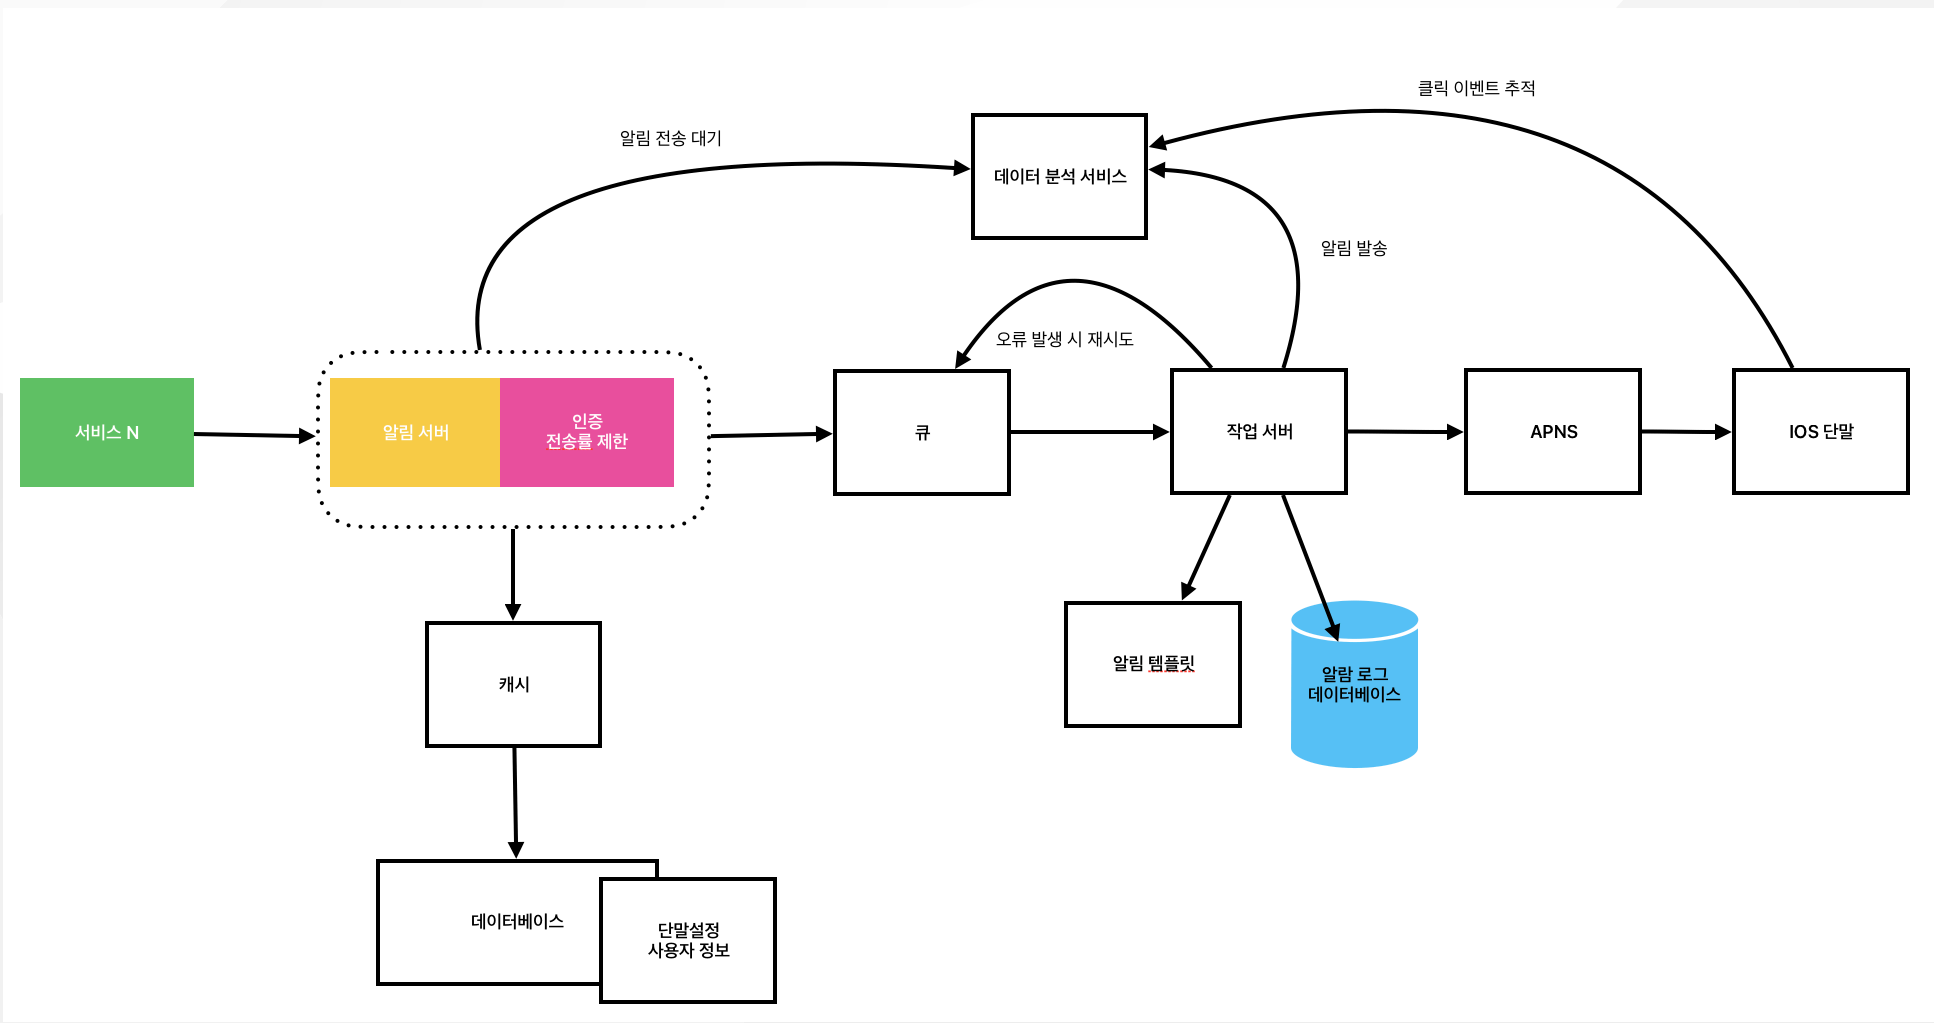 클릭 이벤트 추적
알림 전송 대기
데이터 분석 서비스
알림 발송
오류 발생 시 재시도
서비스 N
알림 서버
인증
전송률 제한
큐
작업 서버
APNS
IOS 단말
캐시
알림 템플릿
알람 로그
데이터베이스
데이터베이스
단말설정
사용자 정보